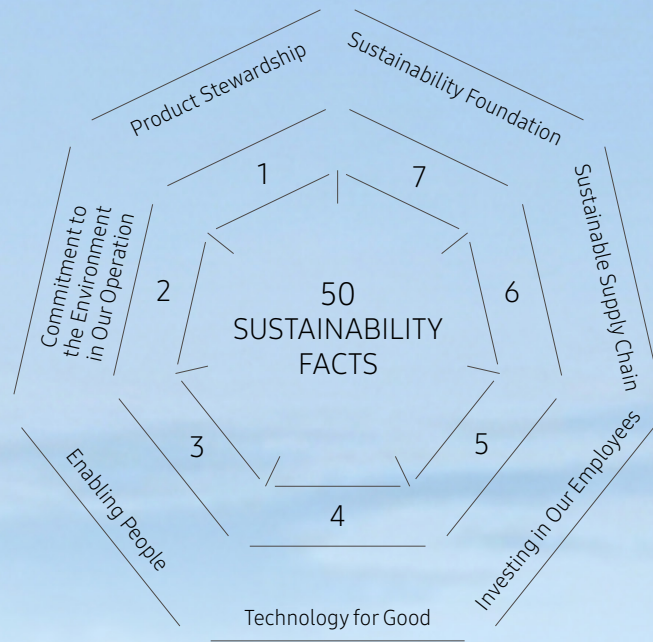 Product Stewardship
Sustainability Foundation
1
7
Commitment to
the Environment
in Our Operation
2
50
SUSTAINABILITY
FACTS
6
Sustainable Supply Chain
3
5
Enabling People
4
Investing in Our Employees
Technology for Good